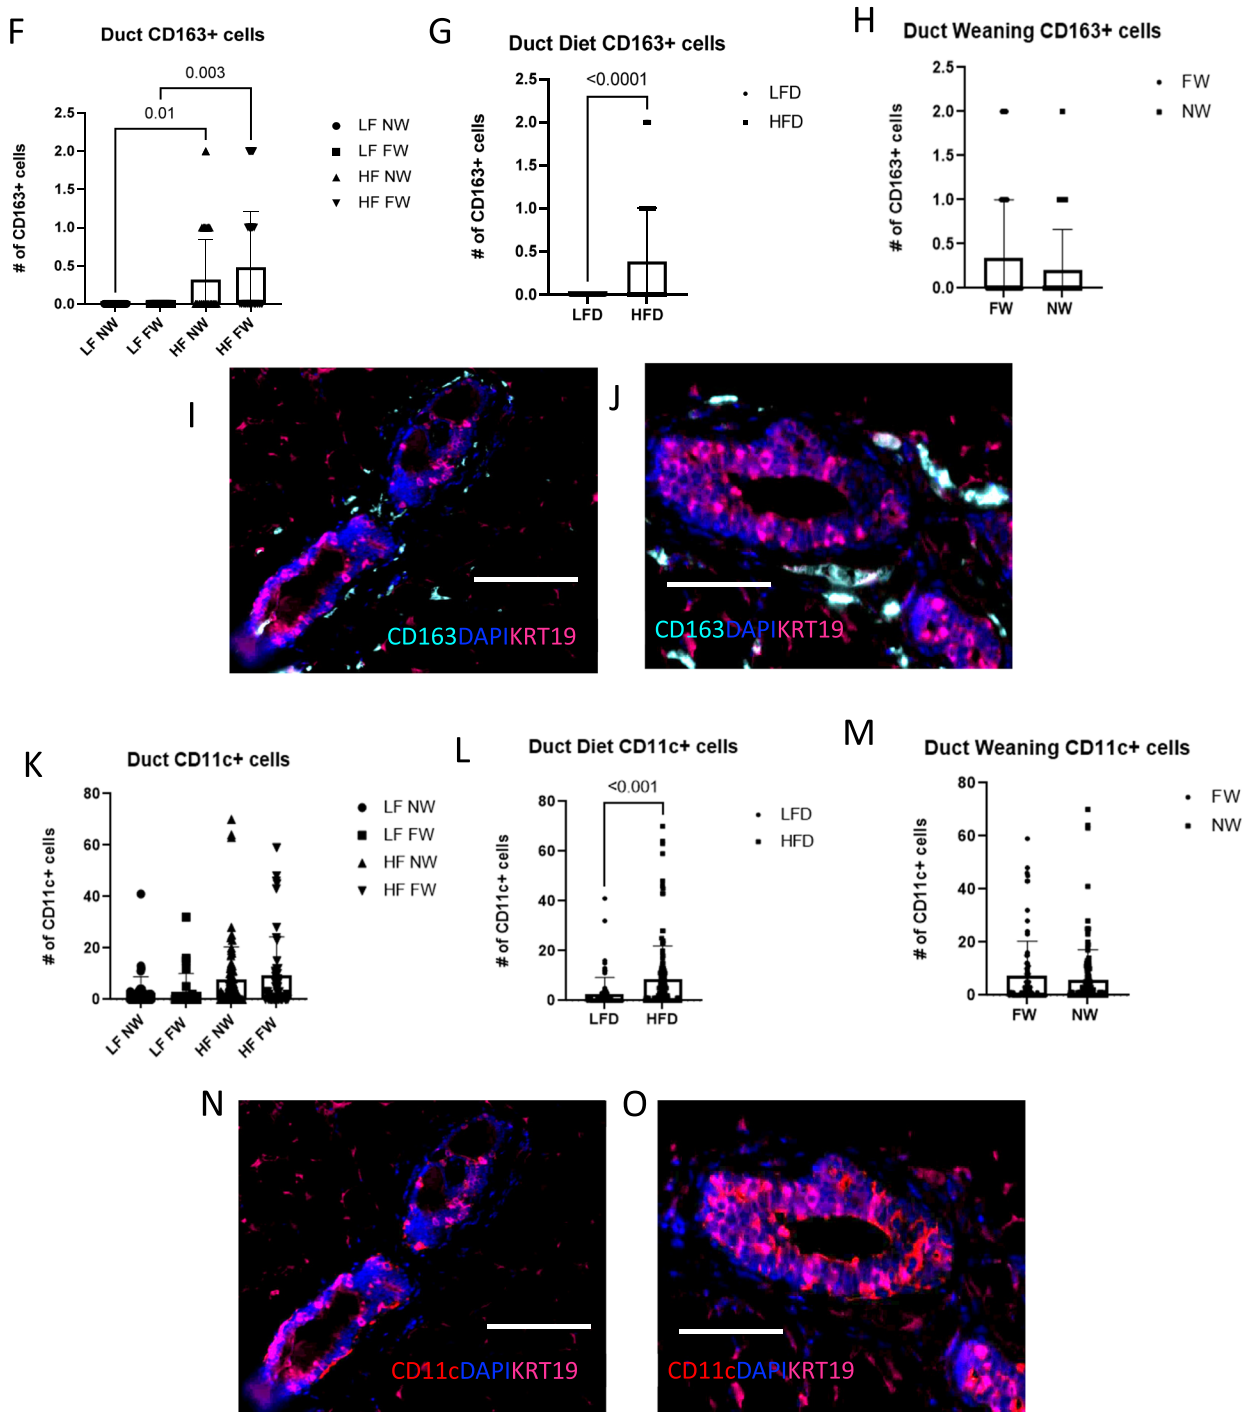 F
Duct CD163+ cells
0.003
0.01
2.5
2.0
1.5
1.0
0.5
0.0
# of CD163+ cells
LF NW
LF FW
HF NW
HF FW
LF NW
LF FW
HF NW
HF FW
G
Duct Diet CD163+ cells
<0.0001
2.5
2.0
1.5
1.0
0.5
0.0
# of CD163+ cells
LFD
HFD
LFD
HFD
H
Duct Weaning CD163+ cells
2.5
2.0
1.5
1.0
0.5
0.0
# of CD163+ cells
FW
NW
FW
NW
I
CD163DAPIKRT19
J
CD163DAPIKRT19
K
Duct CD11c+ cells
80
60
40
20
0
# of CD11c+ cells
LF NW
LF FW
HF NW
HF FW
LF NW
LF FW
HF NW
HF FW
L
Duct Diet CD11c+ cells
<0.001
80
60
40
20
0
# of CD11c+ cells
LFD
HFD
LFD
HFD
M
Duct Weaning CD11c+ cells
80
60
40
20
0
# of CD11c+ cells
FW
NW
FW
NW
N
CD11cDAPIKRT19
O
CD11cDAPIKRT19